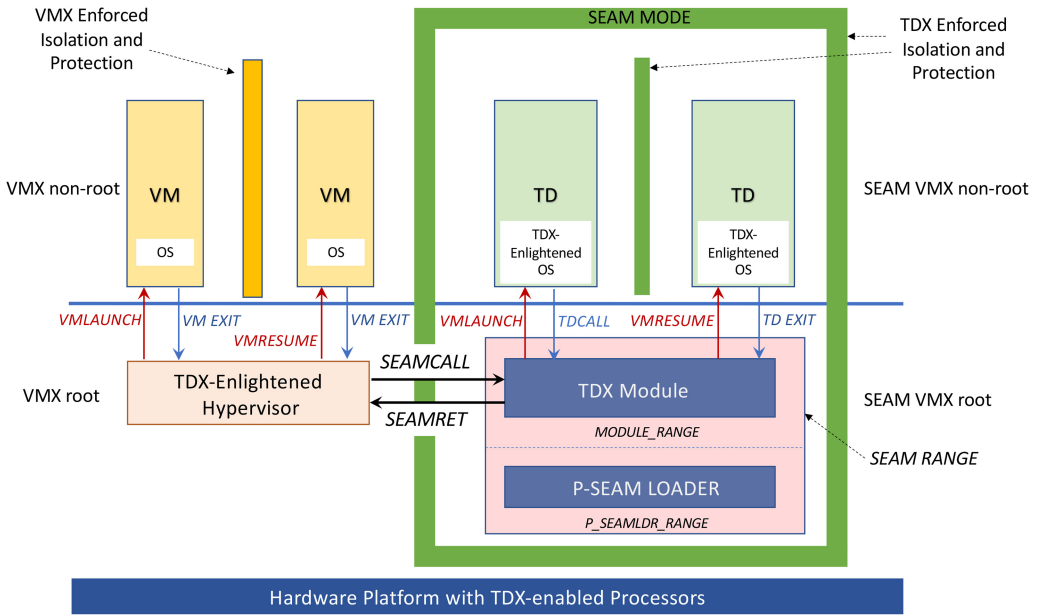 VMX Enforced
Isolation and
Protection
SEAM MODE
TDX Enforced
Isolation and
Protection
VMX non-root
VM
OS
VM
OS
TD
TDX-
Enlightened
OS
TD
TDX-
Enlightened
OS
SEAM VMX non-root
VMLAUNCH
VM EXIT
VMRESUME
VM EXIT
VMLAUNCH
TDCALL
VMRESUME
TD EXIT
VMX root
TDX-Enlightened
Hypervisor
SEAMCALL
SEAMRET
TDX Module
MODULE_RANGE
SEAM VMX root
SEAM RANGE
P-SEAM LOADER
P_SEAMLDR_RANGE
Hardware Platform with TDX-enabled Processors